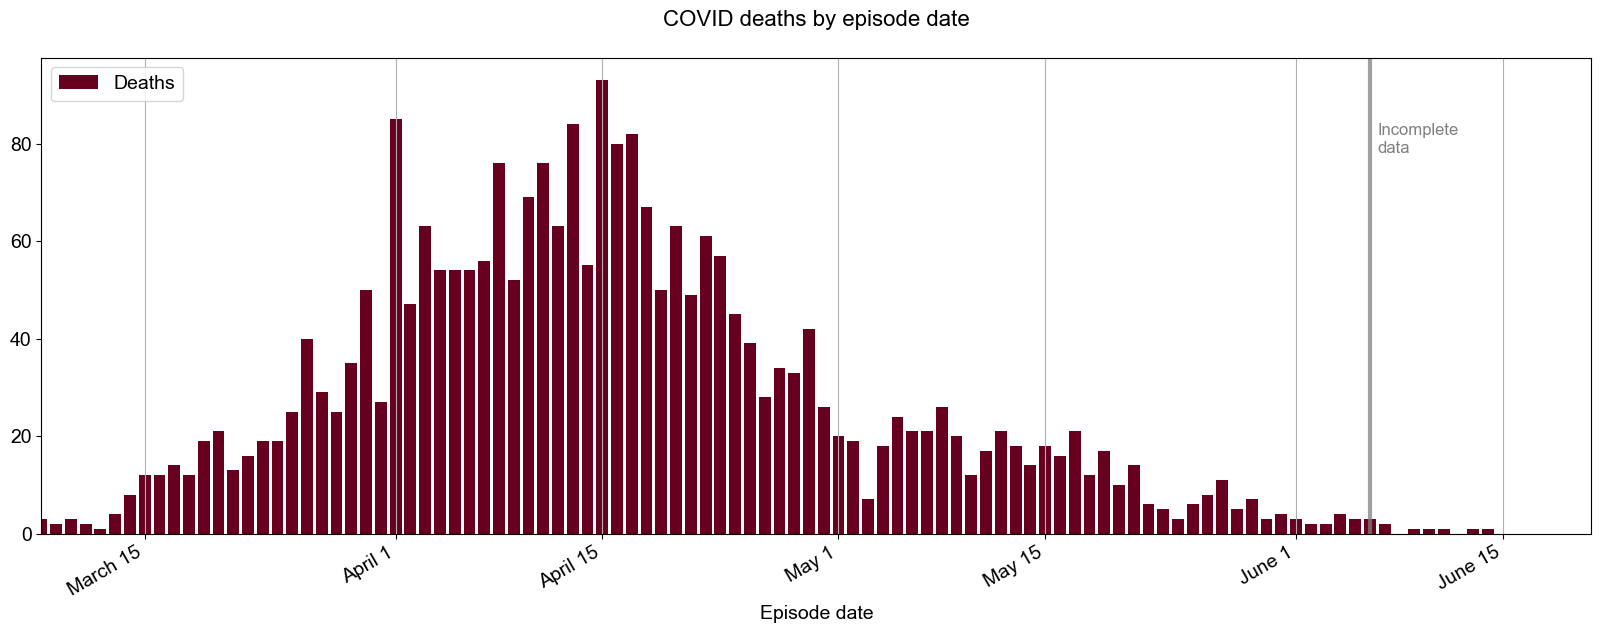 COVID deaths by episode date
Deaths
Incomplete
data
80
60
40
20
0
March 15
April 1
April 15
May 1
May 15
June 1
June 15
Episode date